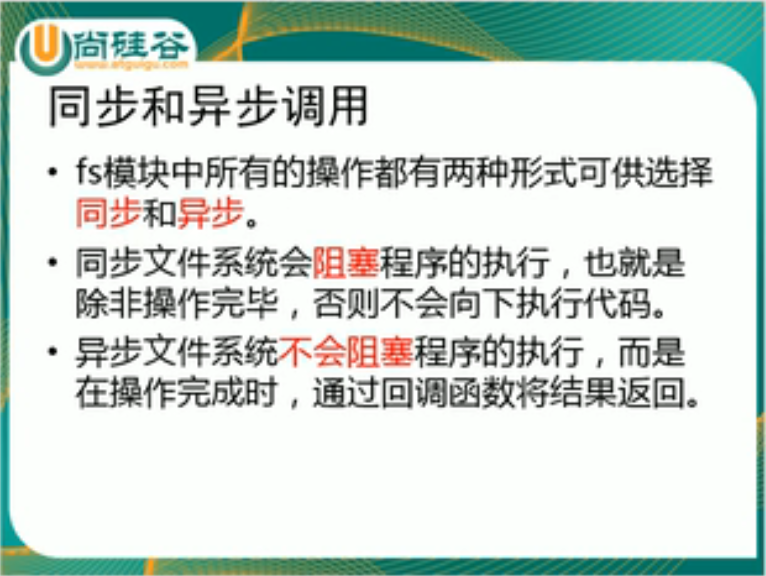 尚硅谷
www.atguigu.com
同步和异步调用
• fs模块中所有的操作都有两种形式可供选择
同步和异步。
• 同步文件系统会阻塞程序的执行，也就是
除非操作完毕，否则不会向下执行代码。
• 异步文件系统不会阻塞程序的执行，而是
在操作完成时，通过回调函数将结果返回。